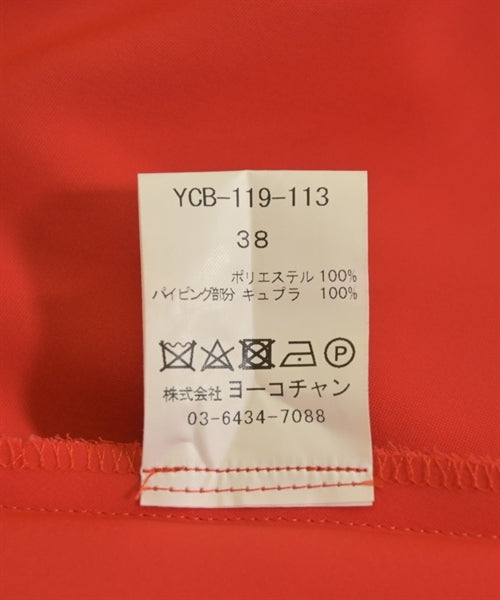 YCB-119-113
38
ポリエステル 100%
パイピング部分 キュプラ 100%
P
株式会社 ヨーコチャン
03-6434-7088